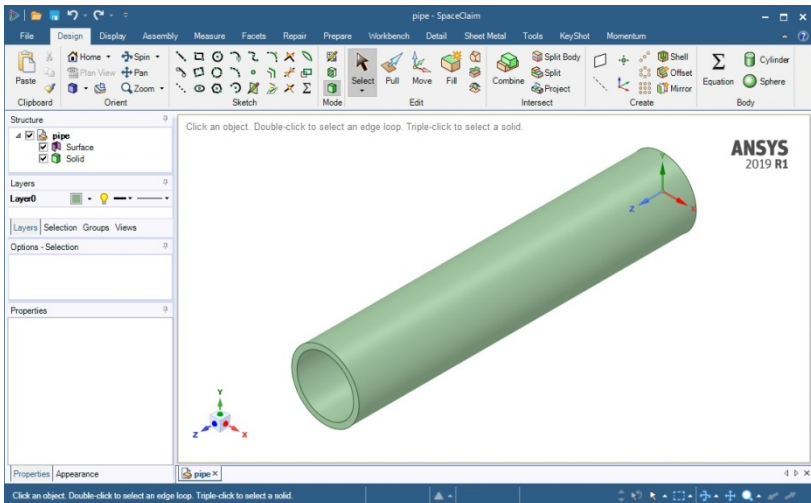 pipe - SpaceClaim
File Design Display Assembly Measure Facets Repair Prepare Workbench Detail Sheet Metal Tools KeyShot Momentum
Home Spin Shell Cylinder
Plan View Pan Split Body Split Offset
Paste Zoom Select Pull Move Fill Combine Project Mirror Equation Sphere
Clipboard Orient Sketch Mode Edit Intersect Create Body
Structure
pipe
Surface
Solid
Click an object. Double-click to select an edge loop. Triple-click to select a solid.
ANSYS
2019 R1
Layers
Layer0
Layers Selection Groups Views
Options - Selection
Properties
Y
Z
X
Y
Z
X
Properties Appearance
pipe
Click an object. Double-click to select an edge loop. Triple-click to select a solid.